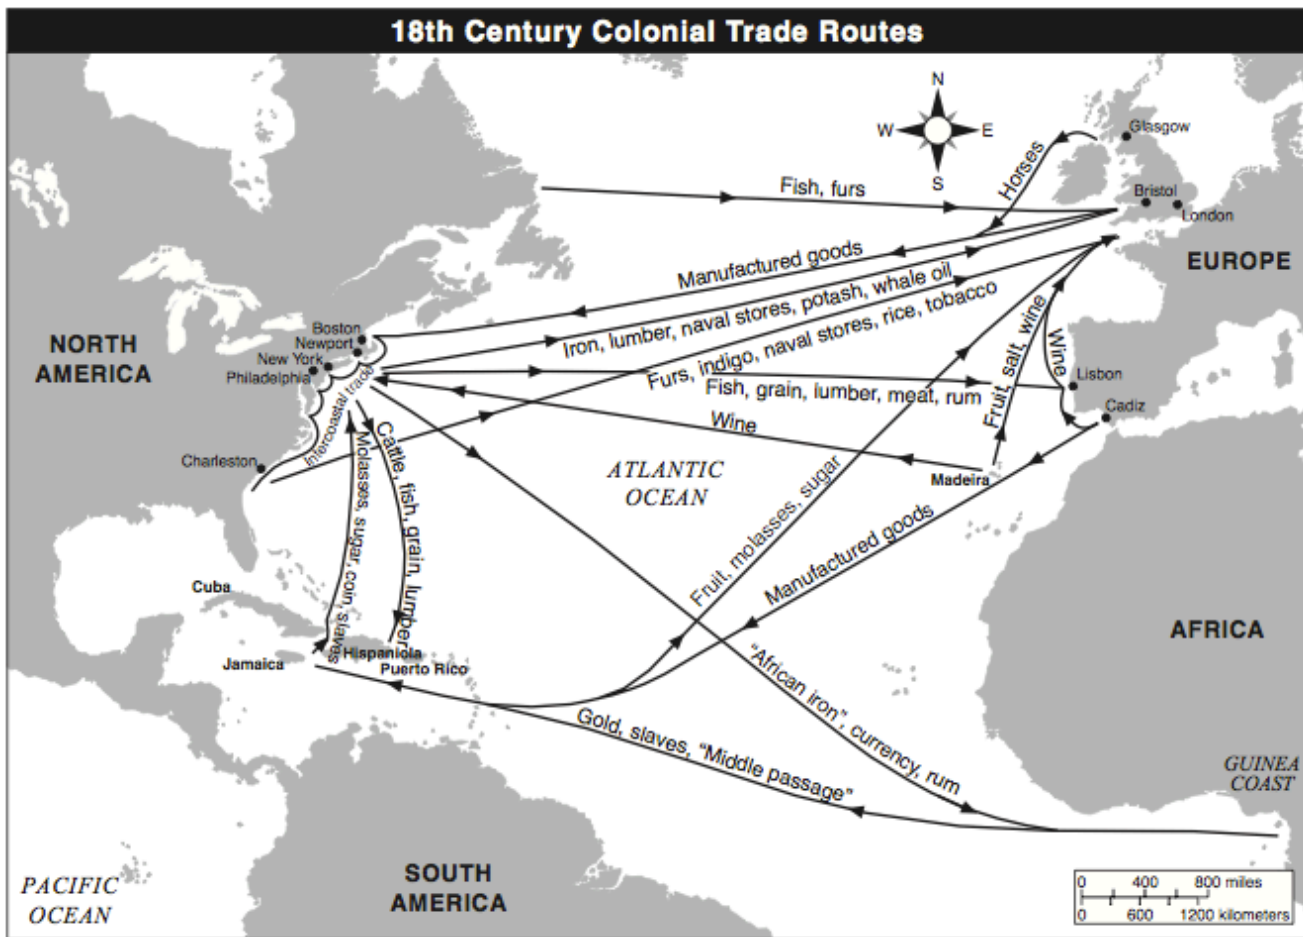 18th Century Colonial Trade Routes
N
W
E
S
Glasgow
Horses
Fish, furs
Bristol
London
EUROPE
Manufactured goods
Iron, lumber, naval stores, potash, whale oil
Furs, indigo, naval stores, rice, tobacco
Boston
Newport
New York
Philadelphia
NORTH
AMERICA
Intercoastal trade
Fish, grain, lumber, meat, rum
Fruit, salt, wine
Wine
Lisbon
Cadiz
Wine
Charleston
Molasses, sugar, coin, slaves
Cattle, fish, grain, lumber
ATLANTIC
OCEAN
Madeira
Fruit, molasses, sugar
Manufactured goods
Cuba
AFRICA
Jamaica
Hispaniola
Puerto Rico
"African iron", currency, rum
Gold, slaves, "Middle passage"
GUINEA
COAST
SOUTH
AMERICA
PACIFIC
OCEAN
0 400 800 miles
0 600 1200 kilometers